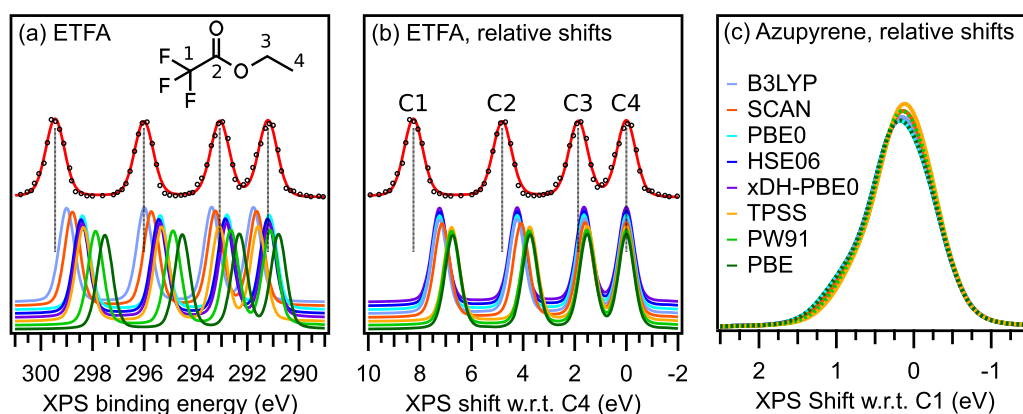 (a) ETFA
O
F
F
F
O
1
2
3
4
300 298 296 294 292 290
XPS binding energy (eV)
(b) ETFA, relative shifts
C1 C2 C3 C4
10 8 6 4 2 0 -2
XPS shift w.r.t. C4 (eV)
(c) Azupyrene, relative shifts
B3LYP
SCAN
PBE0
HSE06
xDH-PBE0
TPSS
PW91
PBE
2 1 0 -1
XPS Shift w.r.t. C1 (eV)